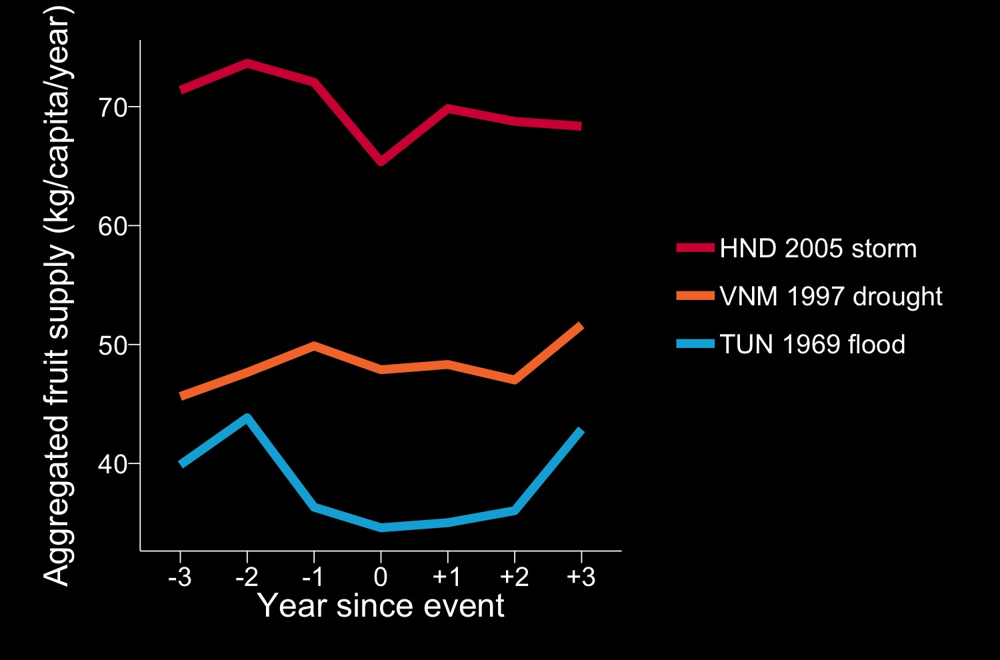 Aggregated fruit supply (kg/capita/year)
70
60
50
40
-3 -2 -1 0 +1 +2 +3
Year since event
HND 2005 storm
VNM 1997 drought
TUN 1969 flood